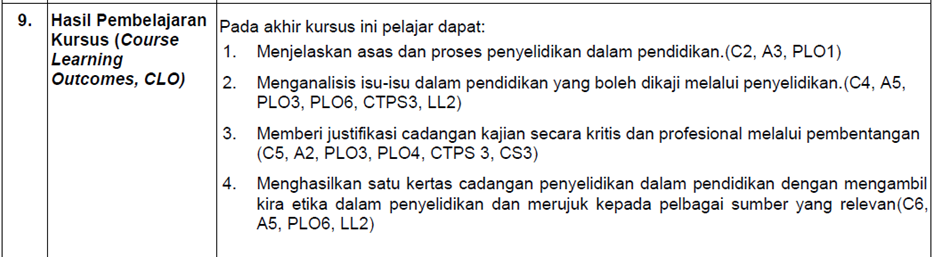 9.
Hasil Pembelajaran
Kursus (Course
Learning
Outcomes, CLO)
Pada akhir kursus ini pelajar dapat:
1. Menjelaskan asas dan proses penyelidikan dalam pendidikan.(C2, A3, PLO1)
2. Menganalisis isu-isu dalam pendidikan yang boleh dikaji melalui penyelidikan.(C4, A5,
PLO3, PLO6, CTPS3, LL2)
3. Memberi justifikasi cadangan kajian secara kritis dan profesional melalui pembentangan
(C5, A2, PLO3, PLO4, CTPS 3, CS3)
4. Menghasilkan satu kertas cadangan penyelidikan dalam pendidikan dengan mengambil
kira etika dalam penyelidikan dan merujuk kepada pelbagai sumber yang relevan(C6,
A5, PLO6, LL2)